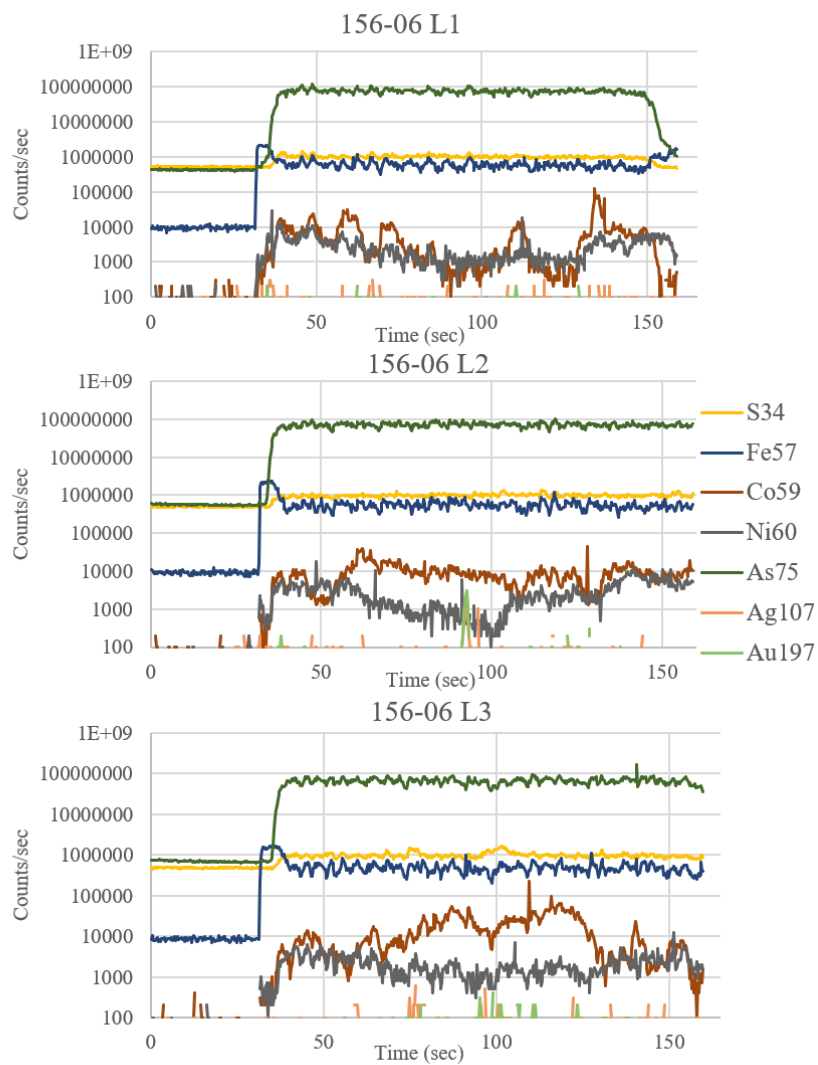 156-06 L1
1E+09
100000000
10000000
1000000
100000
10000
1000
100
Counts/sec
0 50 100 150
Time (sec)
156-06 L2
1E+09
100000000
10000000
1000000
100000
10000
1000
100
Counts/sec
0 50 100 150
Time (sec)
S34
Fe57
Co59
Ni60
As75
Ag107
Au197
156-06 L3
1E+09
100000000
10000000
1000000
100000
10000
1000
100
Counts/sec
0 50 100 150
Time (sec)